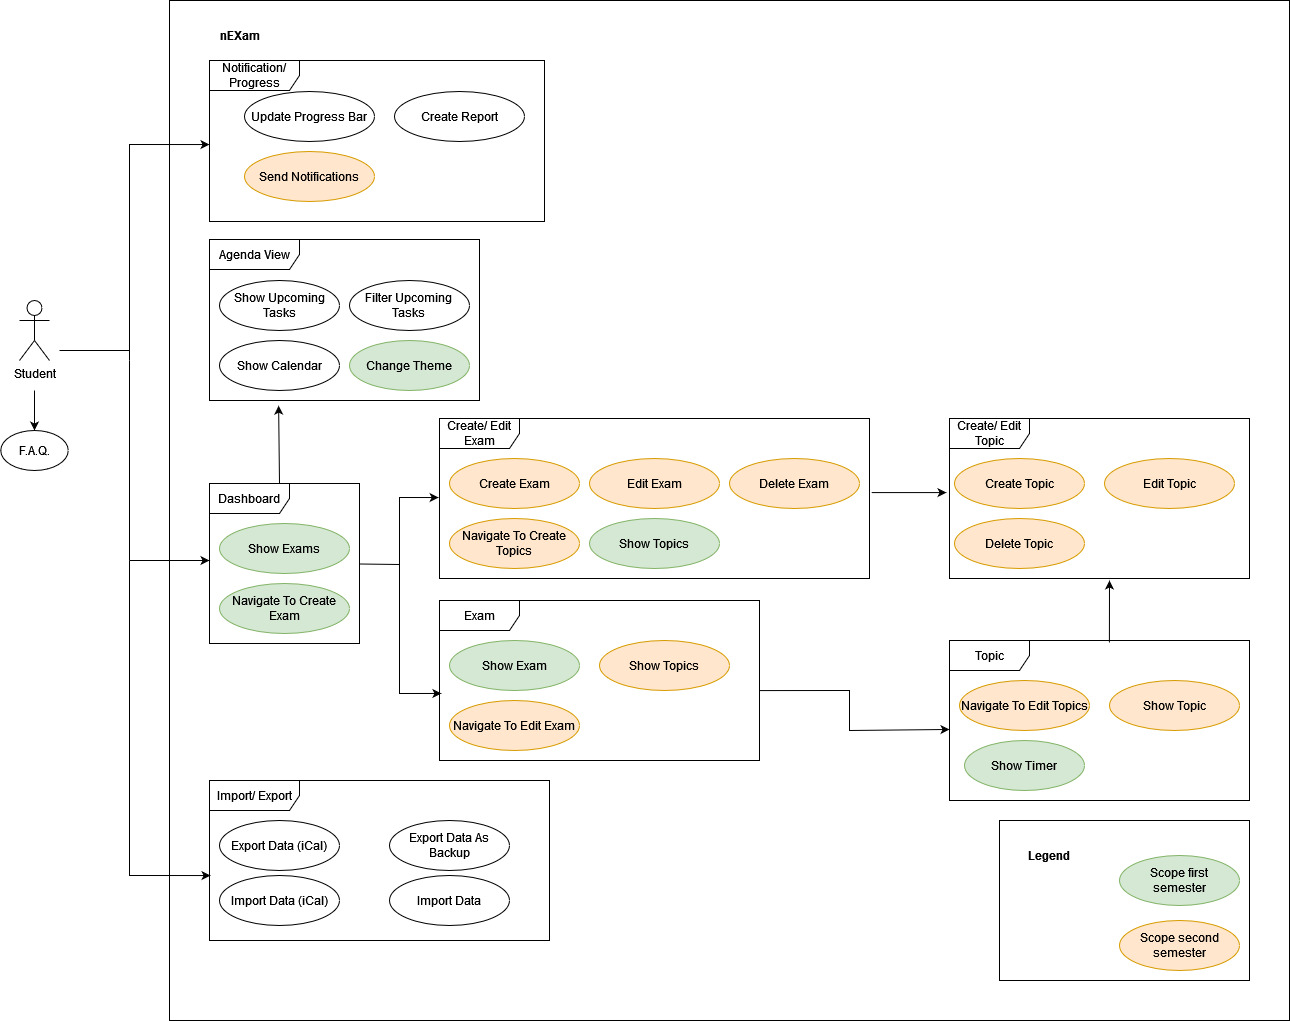 nEXam
Notification/
Progress
Update Progress Bar
Create Report
Send Notifications
Agenda View
Show Upcoming
Tasks
Filter Upcoming
Tasks
Show Calendar
Change Theme
Student
F.A.Q.
Dashboard
Show Exams
Navigate To Create
Exam
Create/ Edit
Exam
Create Exam
Edit Exam
Delete Exam
Navigate To Create
Topics
Show Topics
Create/ Edit
Topic
Create Topic
Edit Topic
Delete Topic
Exam
Show Exam
Show Topics
Navigate To Edit Exam
Topic
Navigate To Edit Topics
Show Topic
Show Timer
Import/ Export
Export Data (iCal)
Export Data As
Backup
Import Data (iCal)
Import Data
Legend
Scope first
semester
Scope second
semester